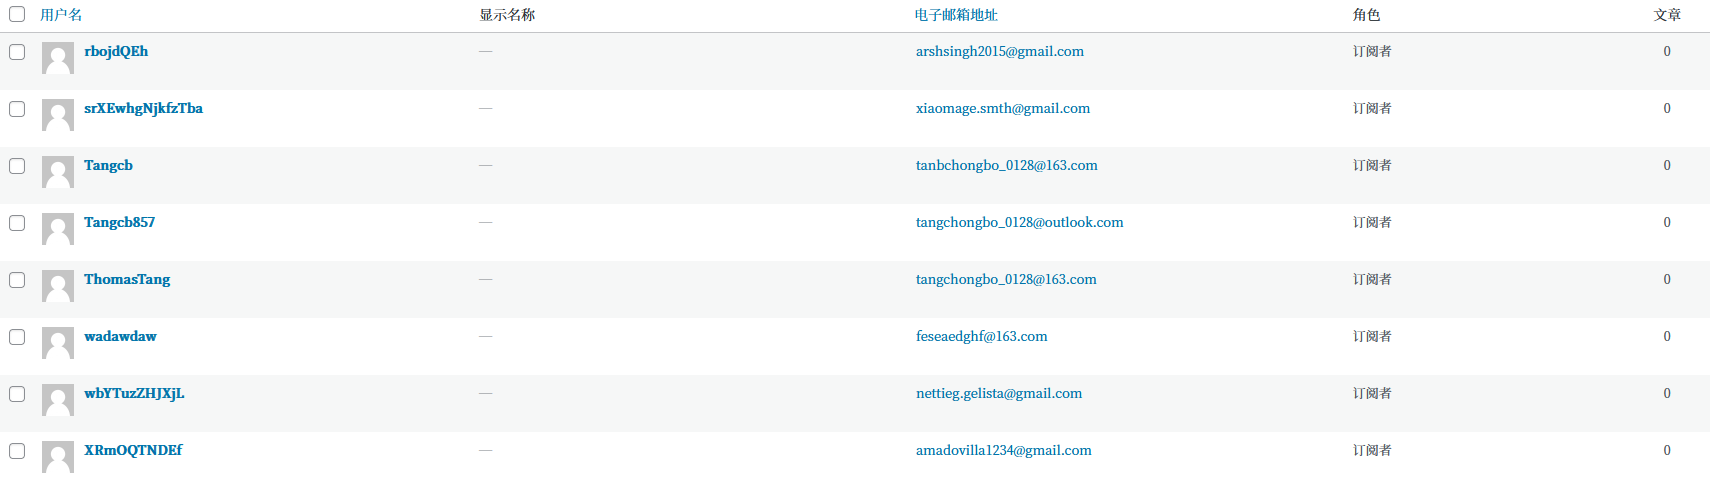 用户名 显示名称 电子邮箱地址 角色 文章
rbojdQEh — arshsingh2015@gmail.com 订阅者 0
srXEwhgNjkfzTba — xiaomage.smth@gmail.com 订阅者 0
Tangcb — tanbchongbo_0128@163.com 订阅者 0
Tangcb857 — tangchongbo_0128@outlook.com 订阅者 0
ThomasTang — tangchongbo_0128@163.com 订阅者 0
wadawdaw — feseaedghf@163.com 订阅者 0
wbYTuzZHJXjL — nettieg.gelista@gmail.com 订阅者 0
XRmOQTNDEf — amadovilla1234@gmail.com 订阅者 0